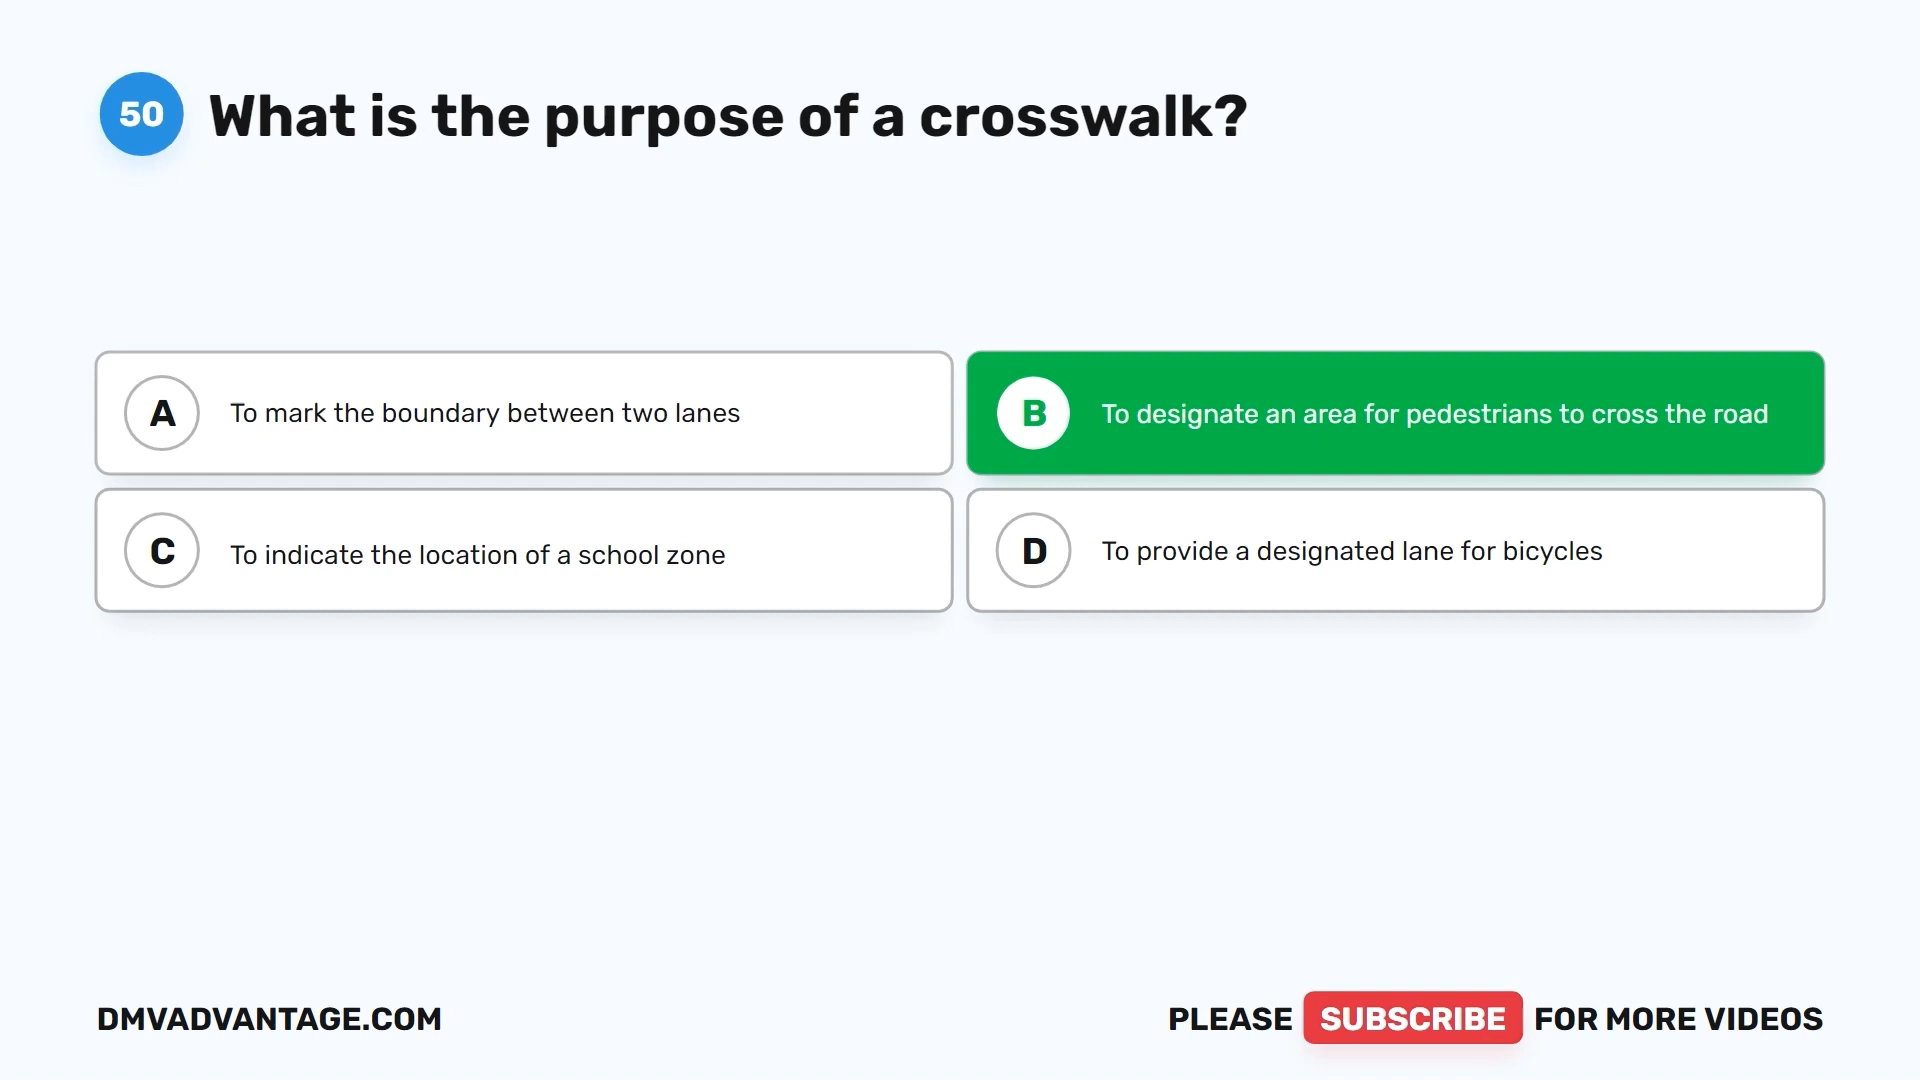 50 What is the purpose of a crosswalk?
A To mark the boundary between two lanes
B To designate an area for pedestrians to cross the road
C To indicate the location of a school zone
D To provide a designated lane for bicycles
DMVADVANTAGE.COM
PLEASE SUBSCRIBE FOR MORE VIDEOS